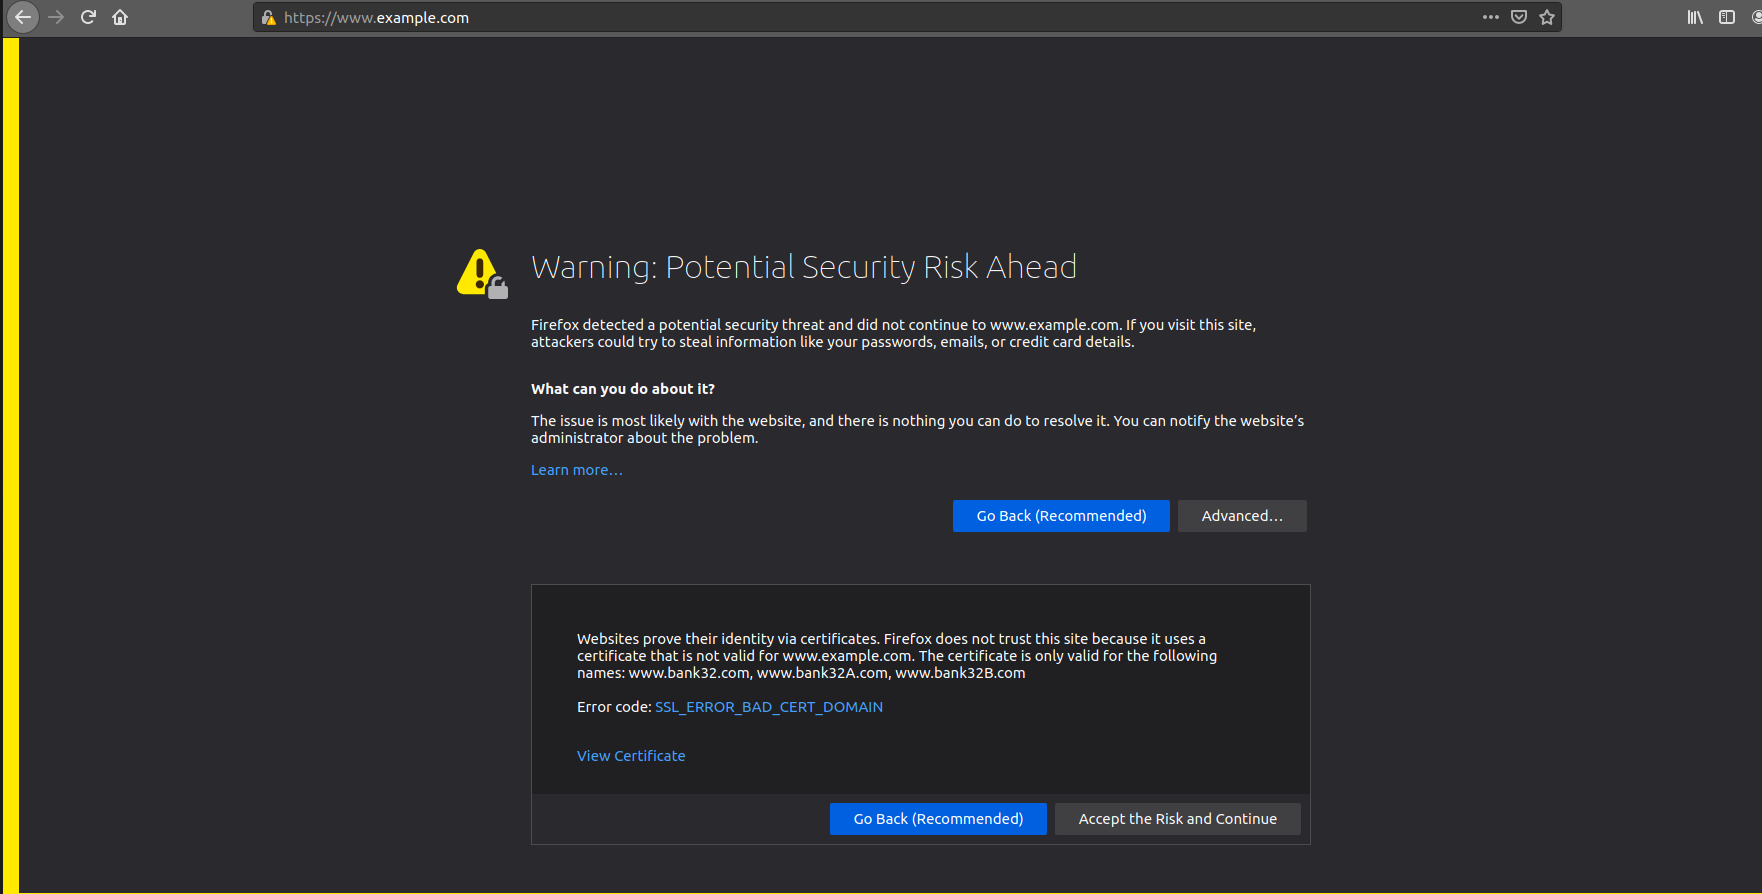 https://www.example.com
Warning: Potential Security Risk Ahead
Firefox detected a potential security threat and did not continue to www.example.com. If you visit this site,
attackers could try to steal information like your passwords, emails, or credit card details.
What can you do about it?
The issue is most likely with the website, and there is nothing you can do to resolve it. You can notify the website’s
administrator about the problem.
Learn more…
Go Back (Recommended)
Advanced…
Websites prove their identity via certificates. Firefox does not trust this site because it uses a
certificate that is not valid for www.example.com. The certificate is only valid for the following
names: www.bank32.com, www.bank32A.com, www.bank32B.com
Error code: SSL_ERROR_BAD_CERT_DOMAIN
View Certificate
Go Back (Recommended)
Accept the Risk and Continue